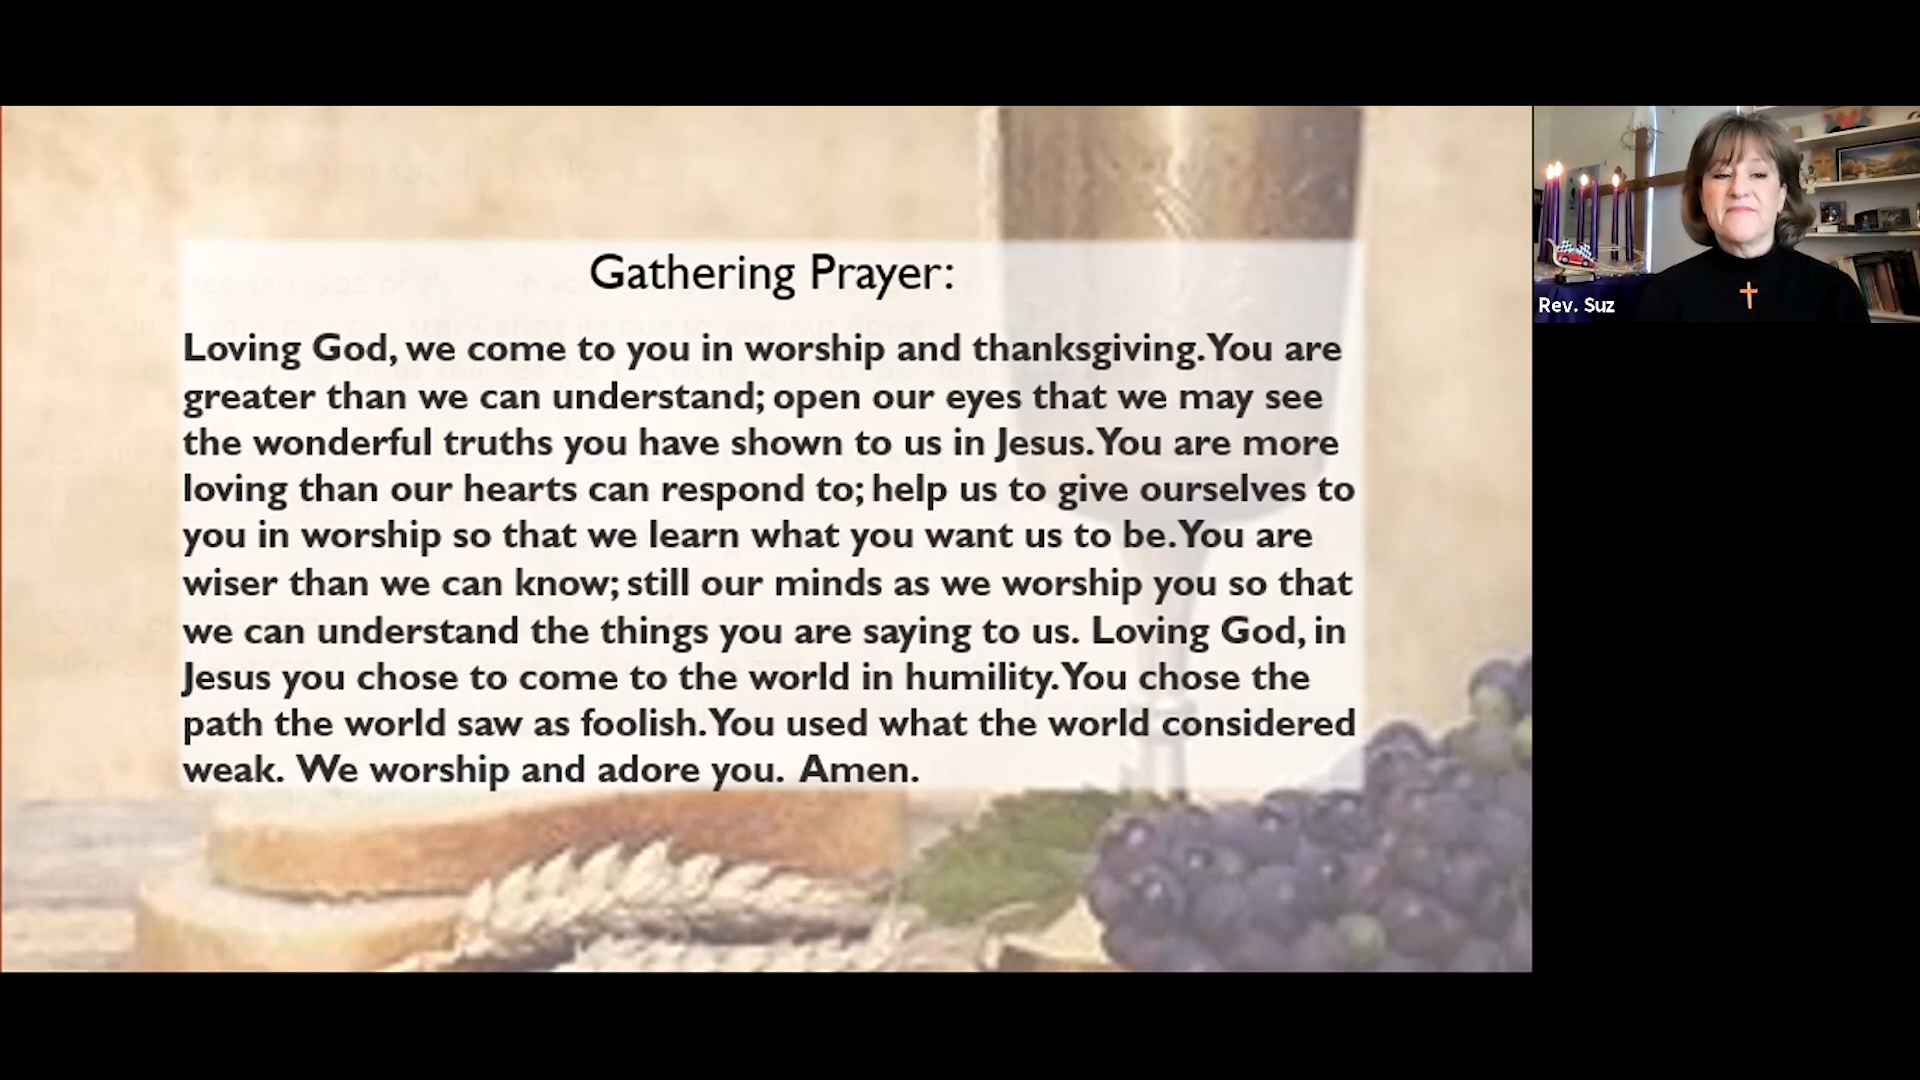 Gathering Prayer:
Loving God, we come to you in worship and thanksgiving. You are
greater than we can understand; open our eyes that we may see
the wonderful truths you have shown to us in Jesus. You are more
loving than our hearts can respond to; help us to give ourselves to
you in worship so that we learn what you want us to be. You are
wiser than we can know; still our minds as we worship you so that
we can understand the things you are saying to us. Loving God, in
Jesus you chose to come to the world in humility. You chose the
path the world saw as foolish. You used what the world considered
weak. We worship and adore you. Amen.
Rev. Suz